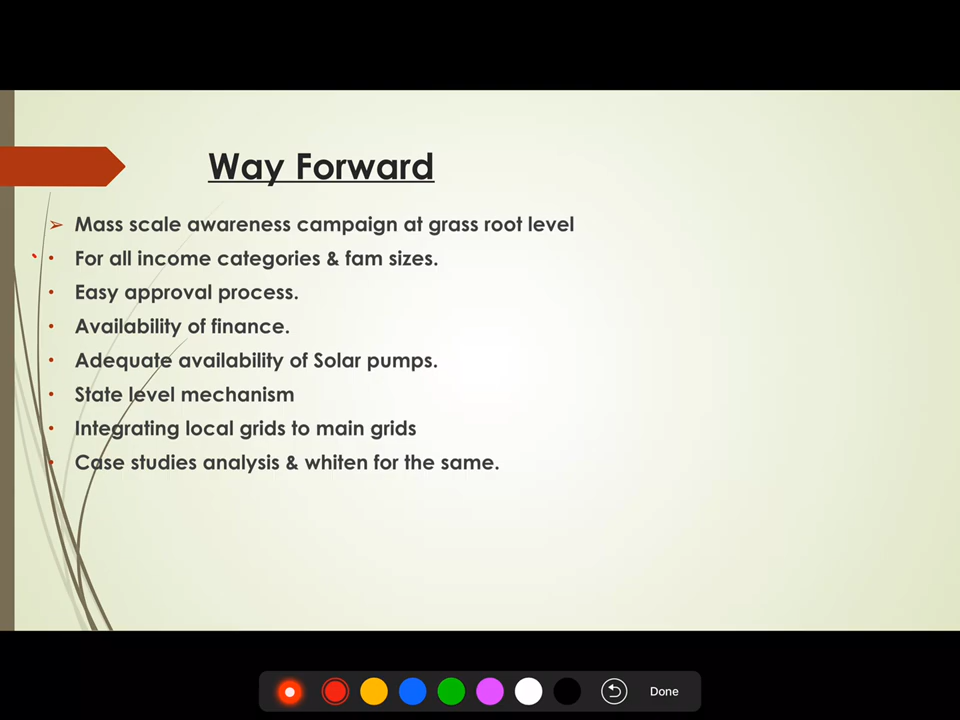 Way Forward
➢ Mass scale awareness campaign at grass root level
• For all income categories & fam sizes.
• Easy approval process.
• Availability of finance.
• Adequate availability of Solar pumps.
• State level mechanism
• Integrating local grids to main grids
• Case studies analysis & whiten for the same.
Done